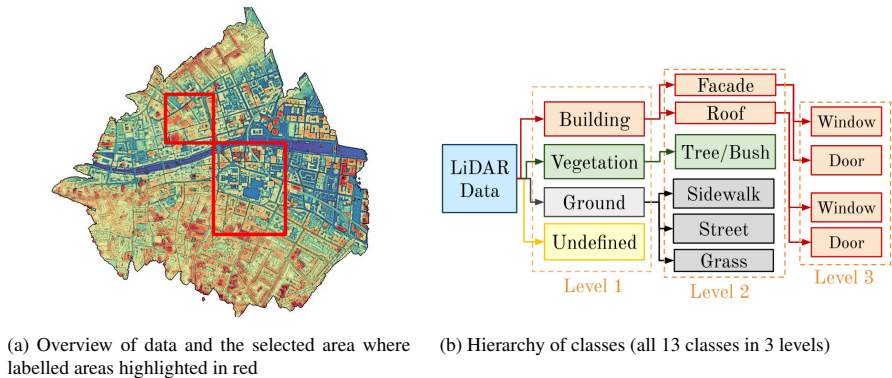 LiDAR
Data
Building
Vegetation
Ground
Undefined
Level 1
Facade
Roof
Tree/Bush
Sidewalk
Street
Grass
Level 2
Window
Door
Window
Door
Level 3
(a) Overview of data and the selected area where
labelled areas highlighted in red
(b) Hierarchy of classes (all 13 classes in 3 levels)